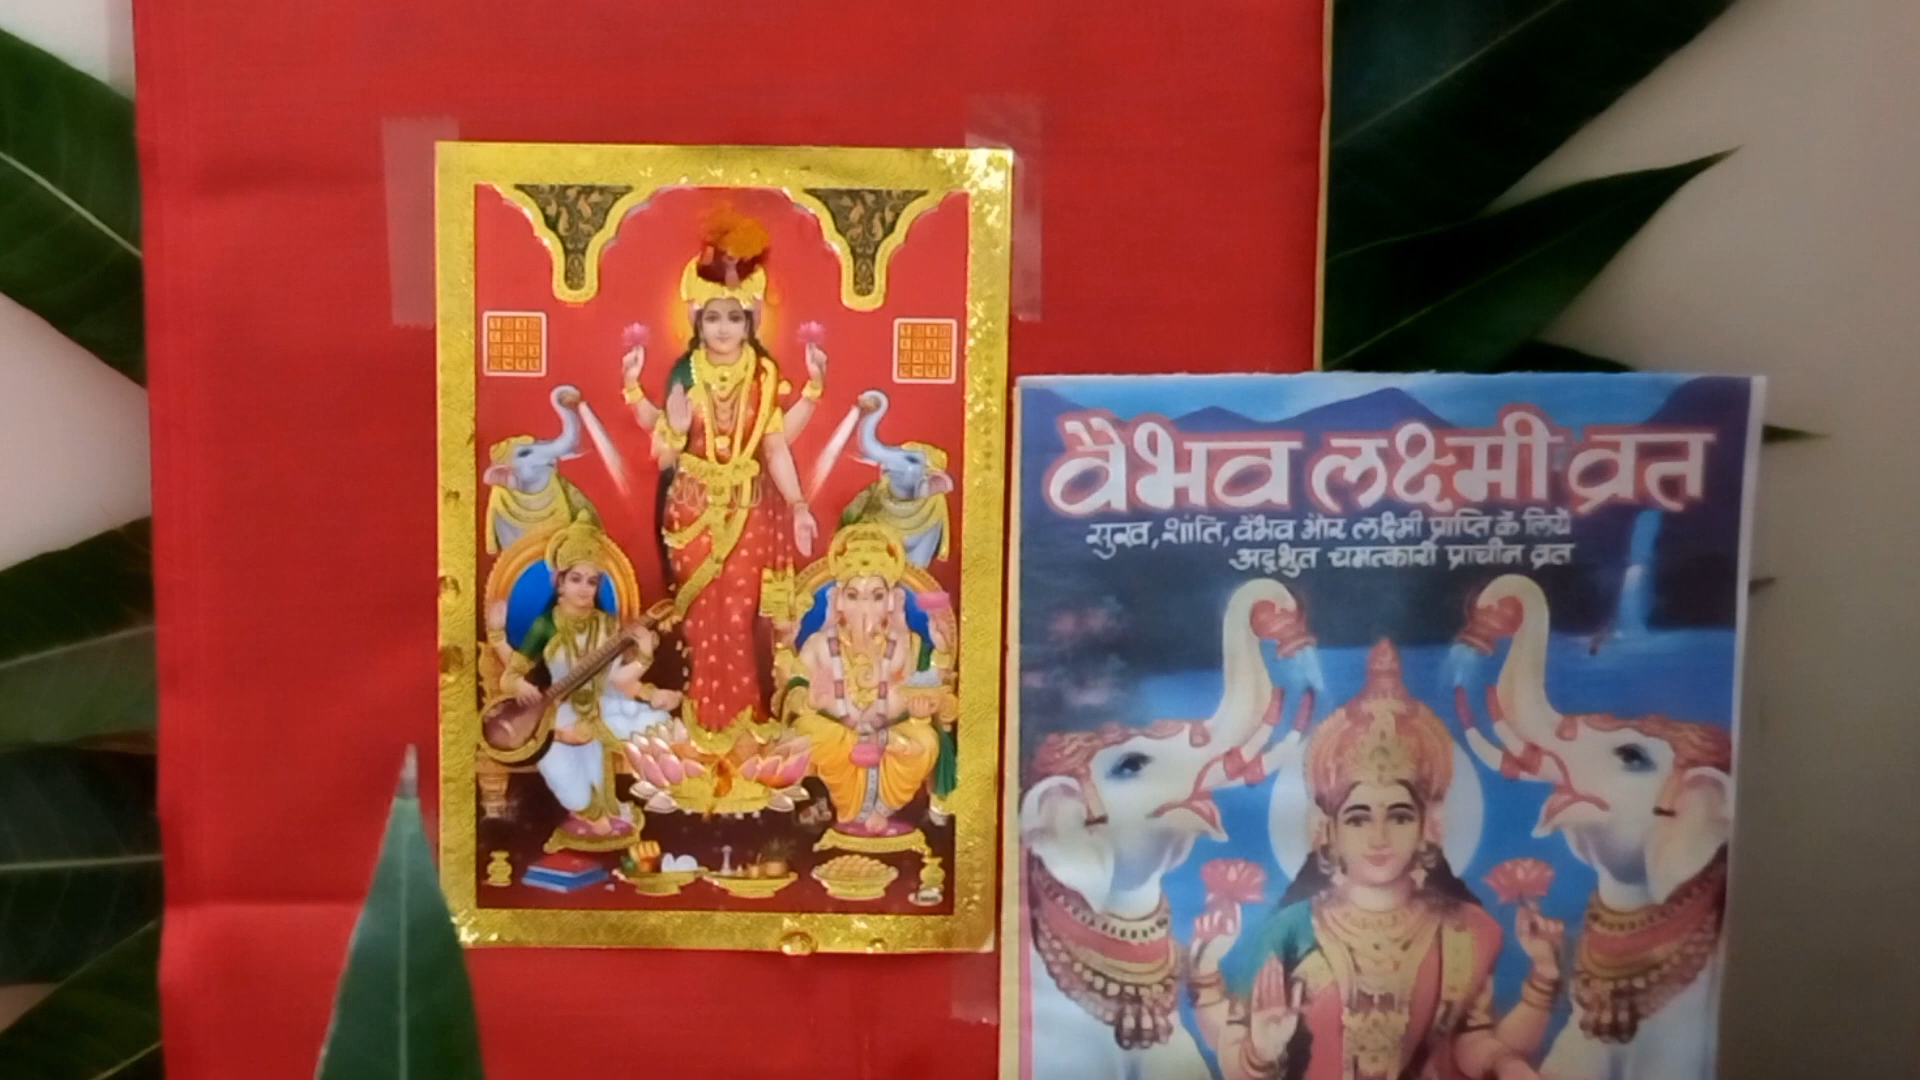 वैभव लक्ष्मी व्रत
सुख, शांति, वैभव और लक्ष्मी प्राप्ति के लिये
अद्भुत चमत्कारी प्राचीन व्रत